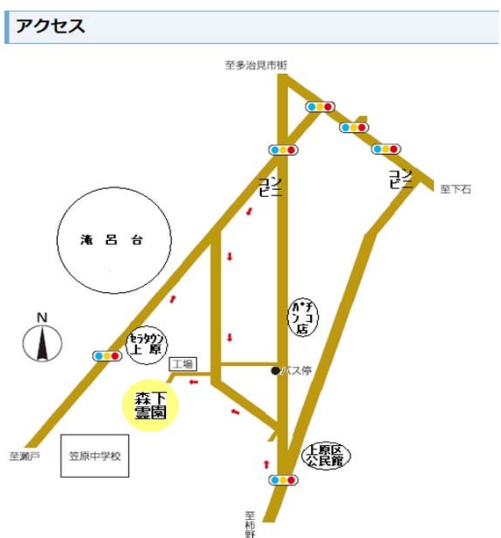 アクセス
至多治見市街
コン
ビニ
コン
ビニ
至下石
滝 呂 台
パチ
ンコ
店
N
セラタウン
上 原
工場
バス停
森下
霊園
上原区
公民館
至瀬戸
笠原中学校
至
柿
野